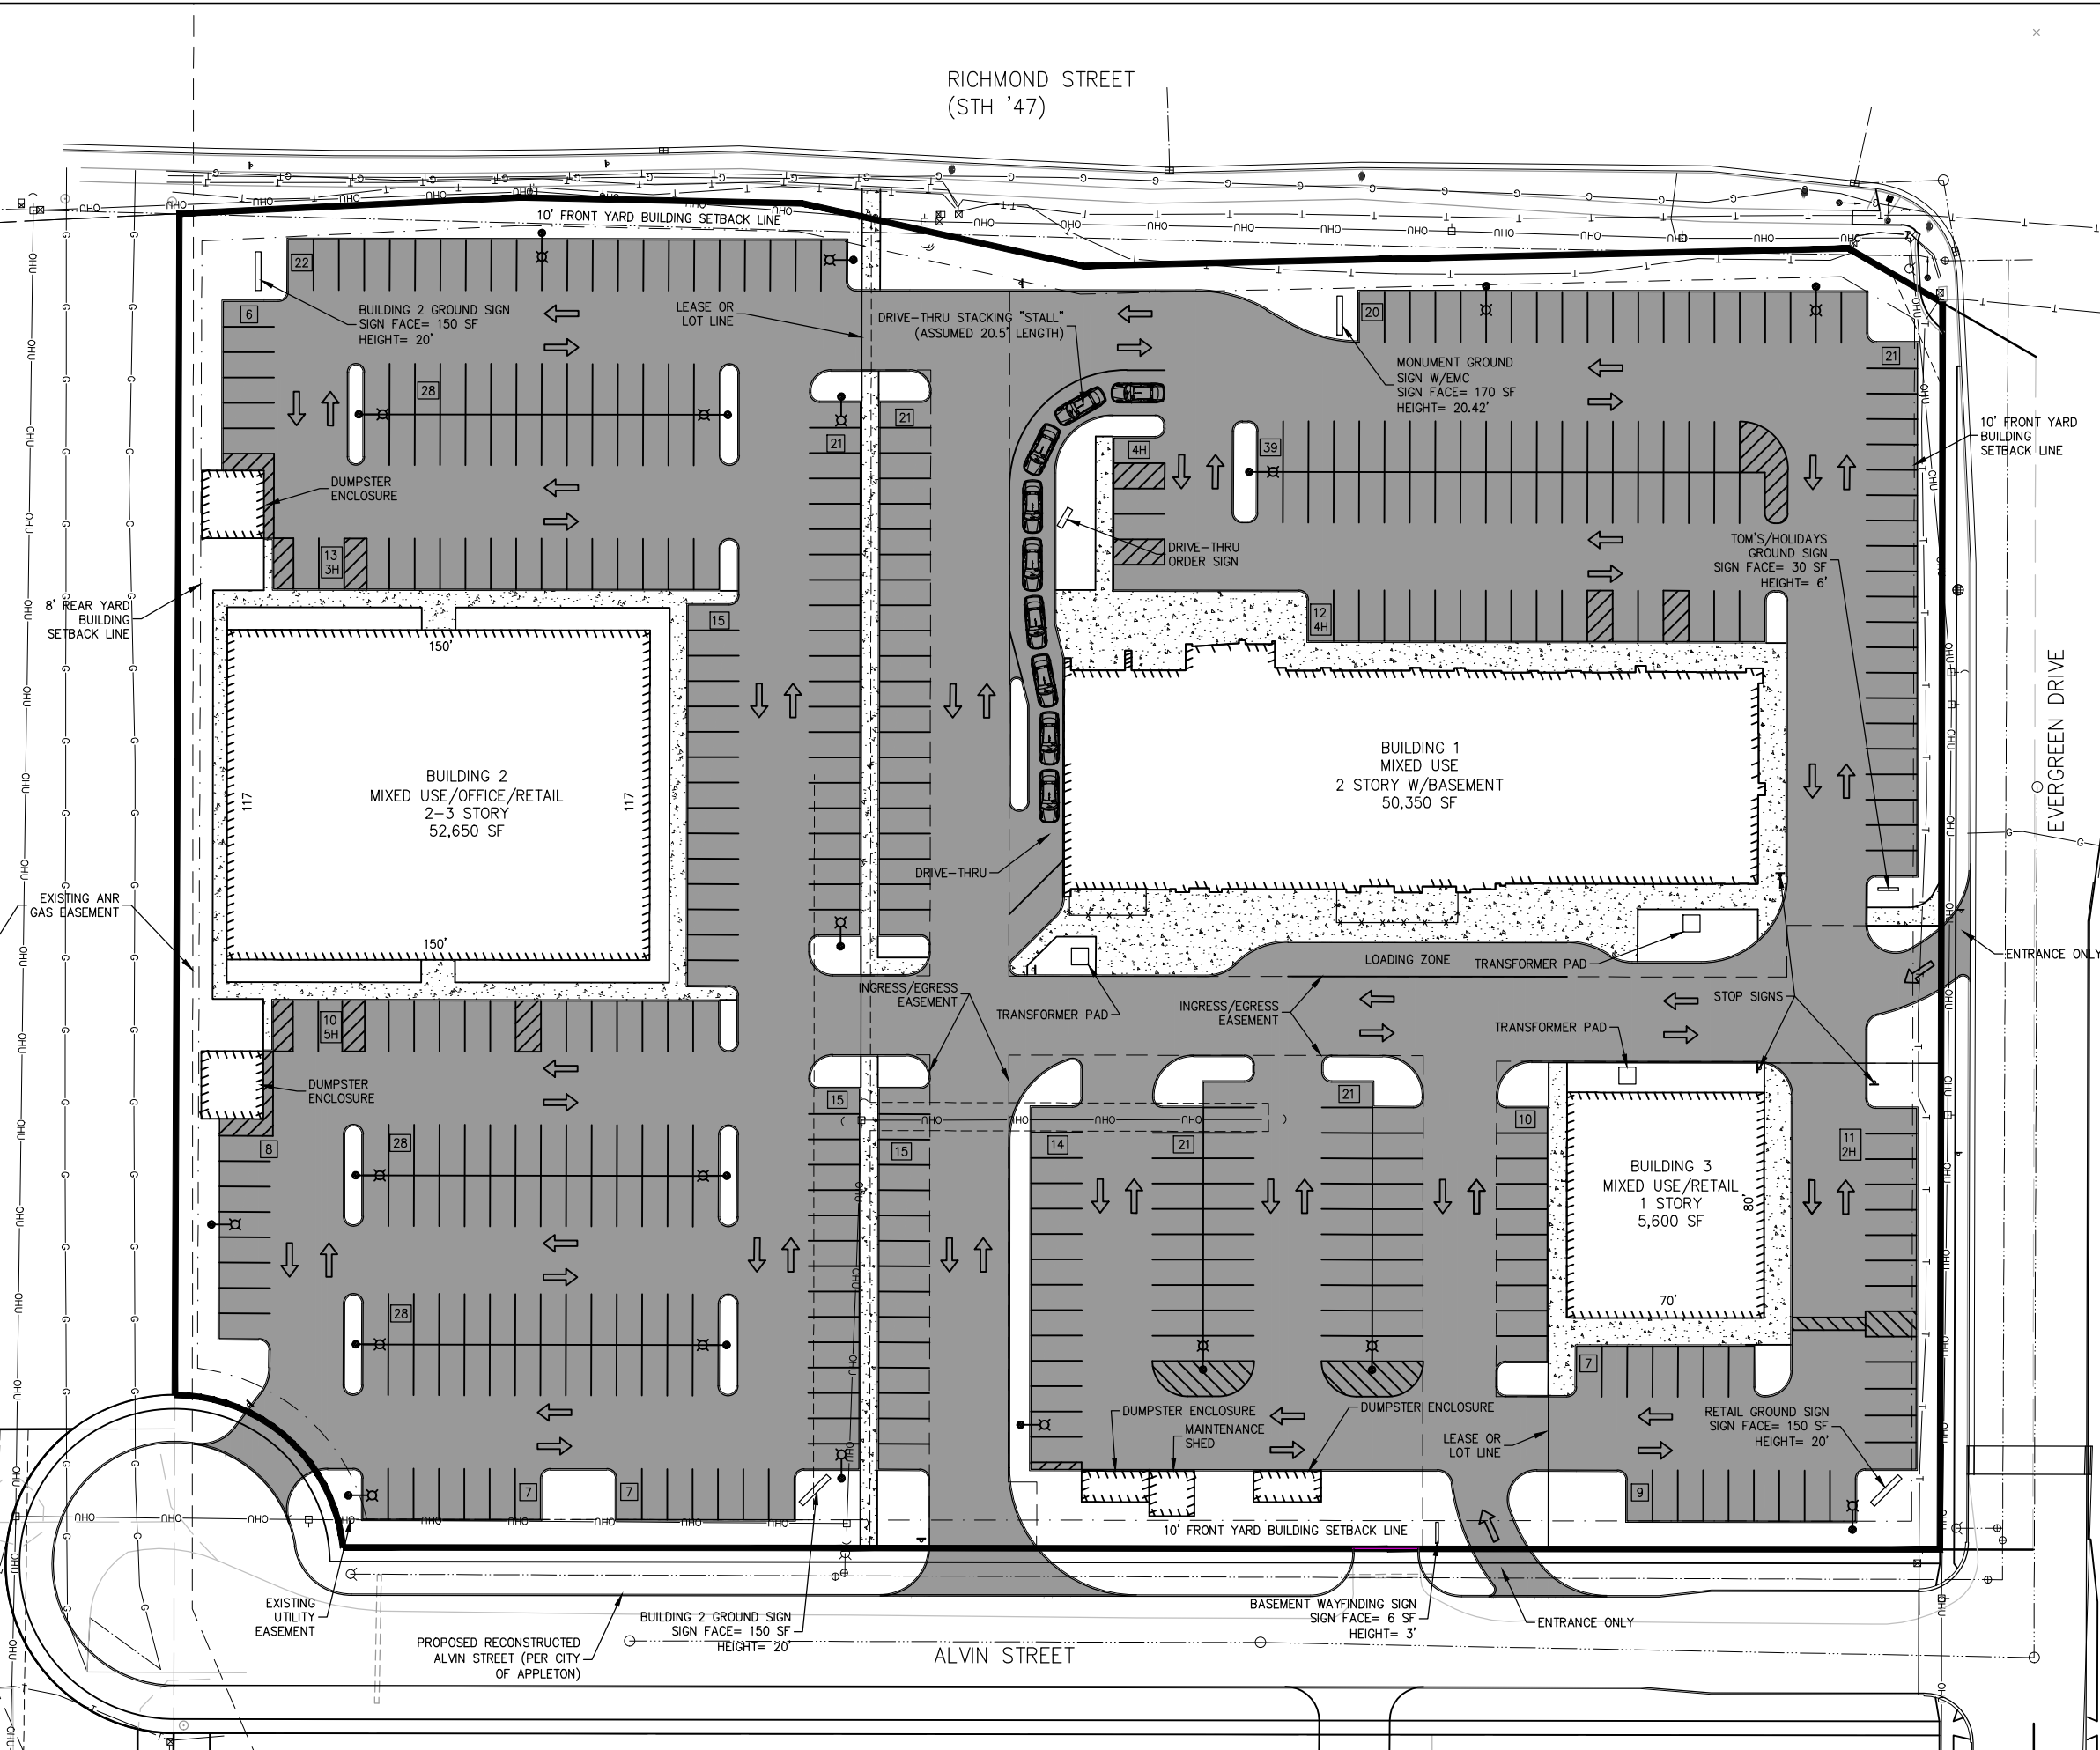 RICHMOND STREET
(STH '47)
10' FRONT YARD BUILDING SETBACK LINE
22
6
BUILDING 2 GROUND SIGN
SIGN FACE= 150 SF
HEIGHT= 20'
LEASE OR
LOT LINE
DRIVE-THRU STACKING "STALL"
(ASSUMED 20.5' LENGTH)
20
MONUMENT GROUND
SIGN W/EMC
SIGN FACE= 170 SF
HEIGHT= 20.42'
21
10' FRONT YARD
BUILDING
SETBACK LINE
28
21
21
4H
39
DUMPSTER
ENCLOSURE
13
3H
DRIVE-THRU
ORDER SIGN
TOM'S/HOLIDAYS
GROUND SIGN
SIGN FACE= 30 SF
HEIGHT= 6'
8' REAR YARD
BUILDING
SETBACK LINE
15
12
4H
150'
117
117
BUILDING 2
MIXED USE/OFFICE/RETAIL
2-3 STORY
52,650 SF
150'
BUILDING 1
MIXED USE
2 STORY W/BASEMENT
50,350 SF
EVERGREEN DRIVE
DRIVE-THRU
EXISTING ANR
GAS EASEMENT
LOADING ZONE
TRANSFORMER PAD
ENTRANCE ONLY
INGRESS/EGRESS
EASEMENT
TRANSFORMER PAD
INGRESS/EGRESS
EASEMENT
STOP SIGNS
TRANSFORMER PAD
10
5H
DUMPSTER
ENCLOSURE
8
28
15
15
14
21
21
10
11
2H
BUILDING 3
MIXED USE/RETAIL
1 STORY
5,600 SF
80'
70'
28
7
DUMPSTER ENCLOSURE
MAINTENANCE
SHED
DUMPSTER ENCLOSURE
LEASE OR
LOT LINE
RETAIL GROUND SIGN
SIGN FACE= 150 SF
HEIGHT= 20'
7
7
9
10' FRONT YARD BUILDING SETBACK LINE
EXISTING
UTILITY
EASEMENT
PROPOSED RECONSTRUCTED
ALVIN STREET (PER CITY
OF APPLETON)
BUILDING 2 GROUND SIGN
SIGN FACE= 150 SF
HEIGHT= 20'
ALVIN STREET
BASEMENT WAYFINDING SIGN
SIGN FACE= 6 SF
HEIGHT= 3'
ENTRANCE ONLY